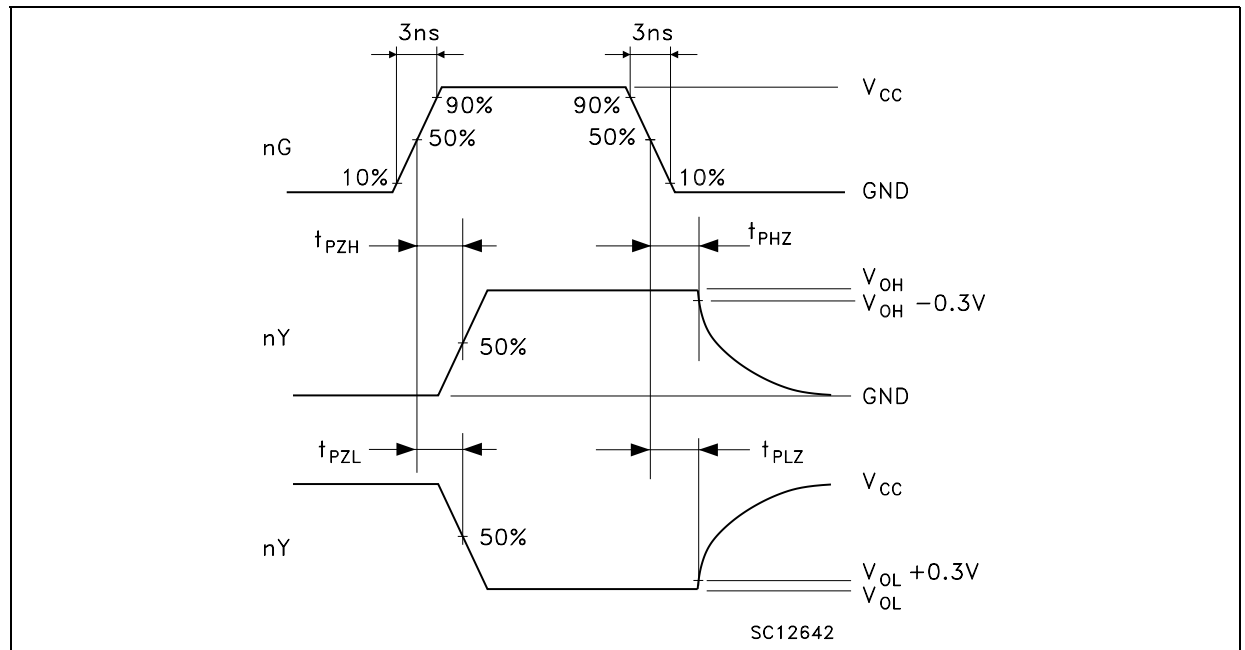 3ns 3ns
90% 90% V_CC
50% 50%
nG
10% 10% GND
t_PZH t_PHZ
V_OH
V_OH -0.3V
nY 50%
GND
t_PZL t_PLZ
V_CC
50%
nY
V_OL +0.3V
V_OL
SC12642